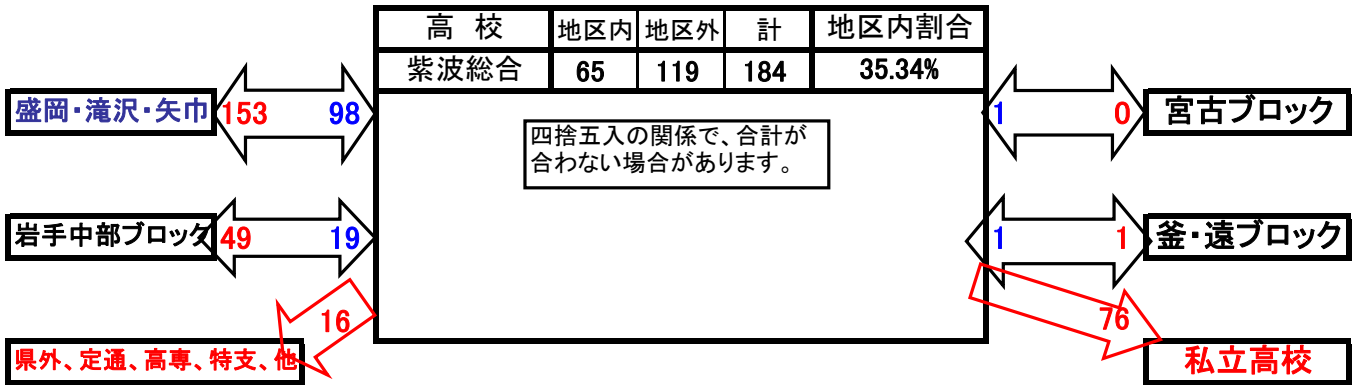 高 校 地区内 地区外 計 地区内割合
紫波総合 65 119 184 35.34%
盛岡・滝沢・矢巾 153 98
1 0 宮古ブロック
四捨五入の関係で、合計が
合わない場合があります。
岩手中部ブロック 49 19
1 1 釜・遠ブロック
16
76
県外、定通、高専、特支、他
私立高校